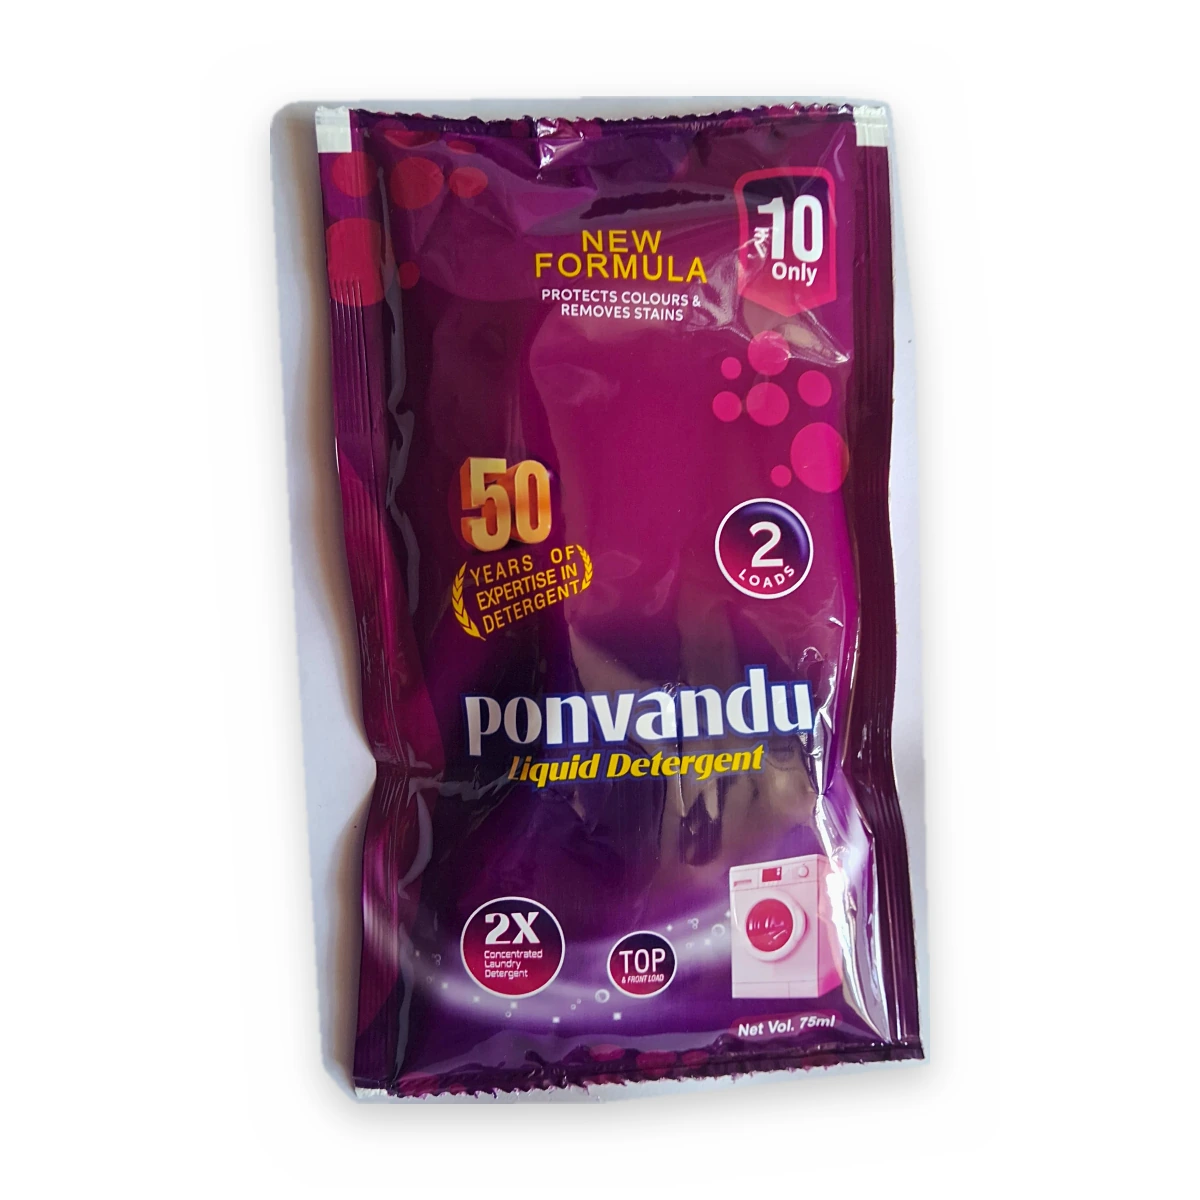 NEW
FORMULA
PROTECTS COLOURS &
REMOVES STAINS
₹10
Only
50
YEARS OF
EXPERTISE IN
DETERGENT
2
LOADS
ponvandu
Liquid Detergent
2X
Concentrated
Laundry
Detergent
TOP
& FRONT LOAD
Net Vol. 75ml